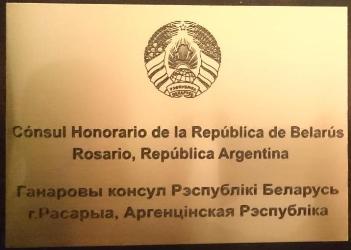 Cónsul Honorario de la República de Belarús
Rosario, República Argentina
Ганаровы консул Рэспублікі Беларусь
г.Расарыа, Аргенцінская Рэспубліка